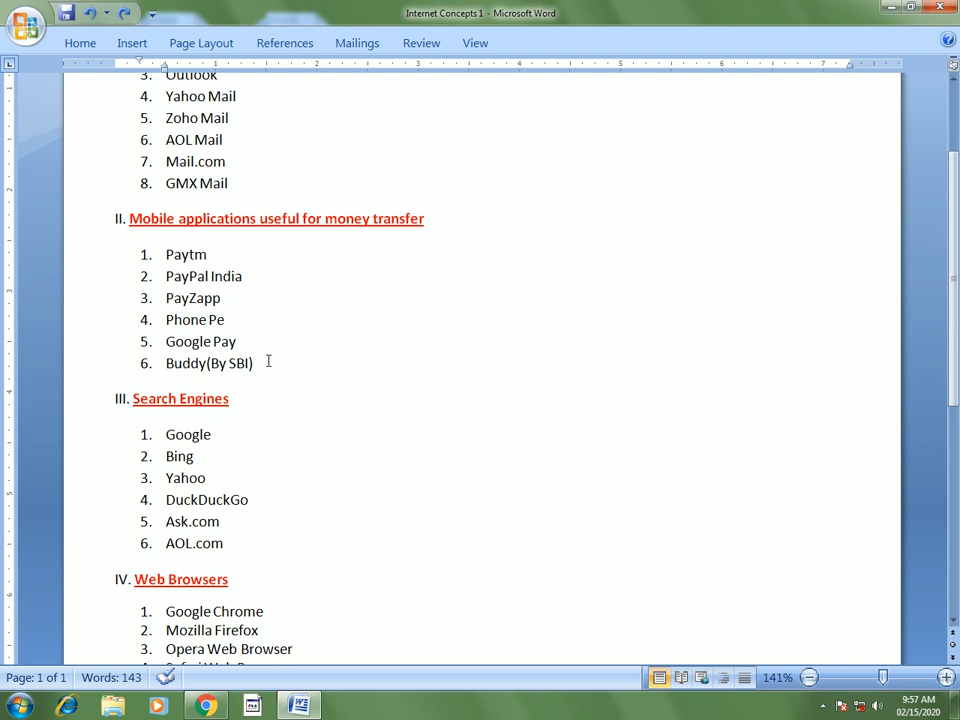 Internet Concepts 1 - Microsoft Word
Home Insert Page Layout References Mailings Review View
3. Outlook
4. Yahoo Mail
5. Zoho Mail
6. AOL Mail
7. Mail.com
8. GMX Mail
II. Mobile applications useful for money transfer
1. Paytm
2. PayPal India
3. PayZapp
4. Phone Pe
5. Google Pay
6. Buddy(By SBI)
III. Search Engines
1. Google
2. Bing
3. Yahoo
4. DuckDuckGo
5. Ask.com
6. AOL.com
IV. Web Browsers
1. Google Chrome
2. Mozilla Firefox
3. Opera Web Browser
Page: 1 of 1 Words: 143 141%
9:57 AM
02/15/2020